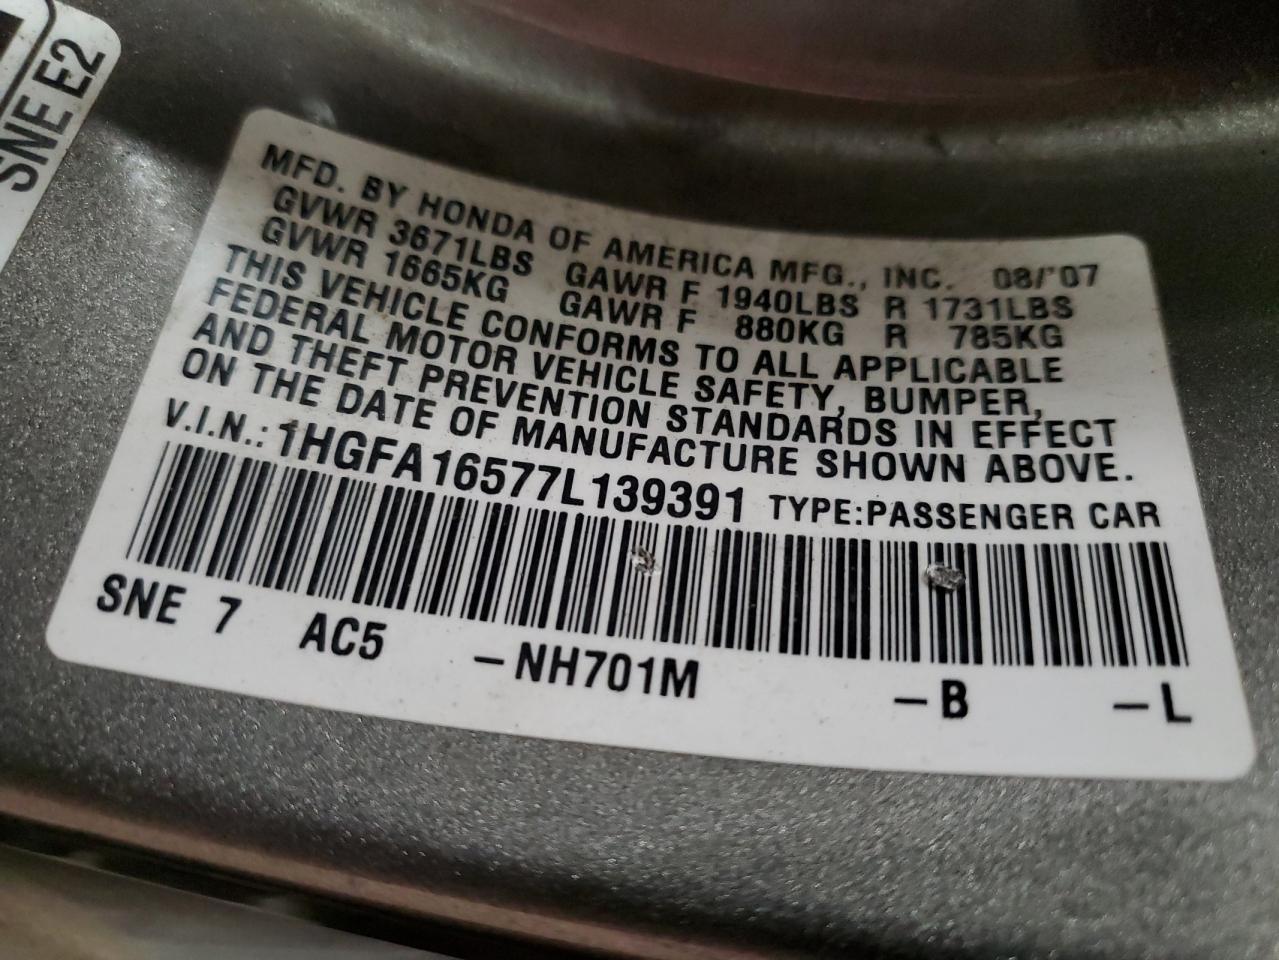 SNE E2
MFD. BY HONDA OF AMERICA MFG., INC. 08/'07
GVWR 3671LBS GAWR F 1940LBS R 1731LBS
GVWR 1665KG GAWR F 880KG R 785KG
THIS VEHICLE CONFORMS TO ALL APPLICABLE
FEDERAL MOTOR VEHICLE SAFETY, BUMPER,
AND THEFT PREVENTION STANDARDS IN EFFECT
ON THE DATE OF MANUFACTURE SHOWN ABOVE.
V.I.N.: 1HGFA16577L139391 TYPE:PASSENGER CAR
SNE 7 AC5 -NH701M -B -L